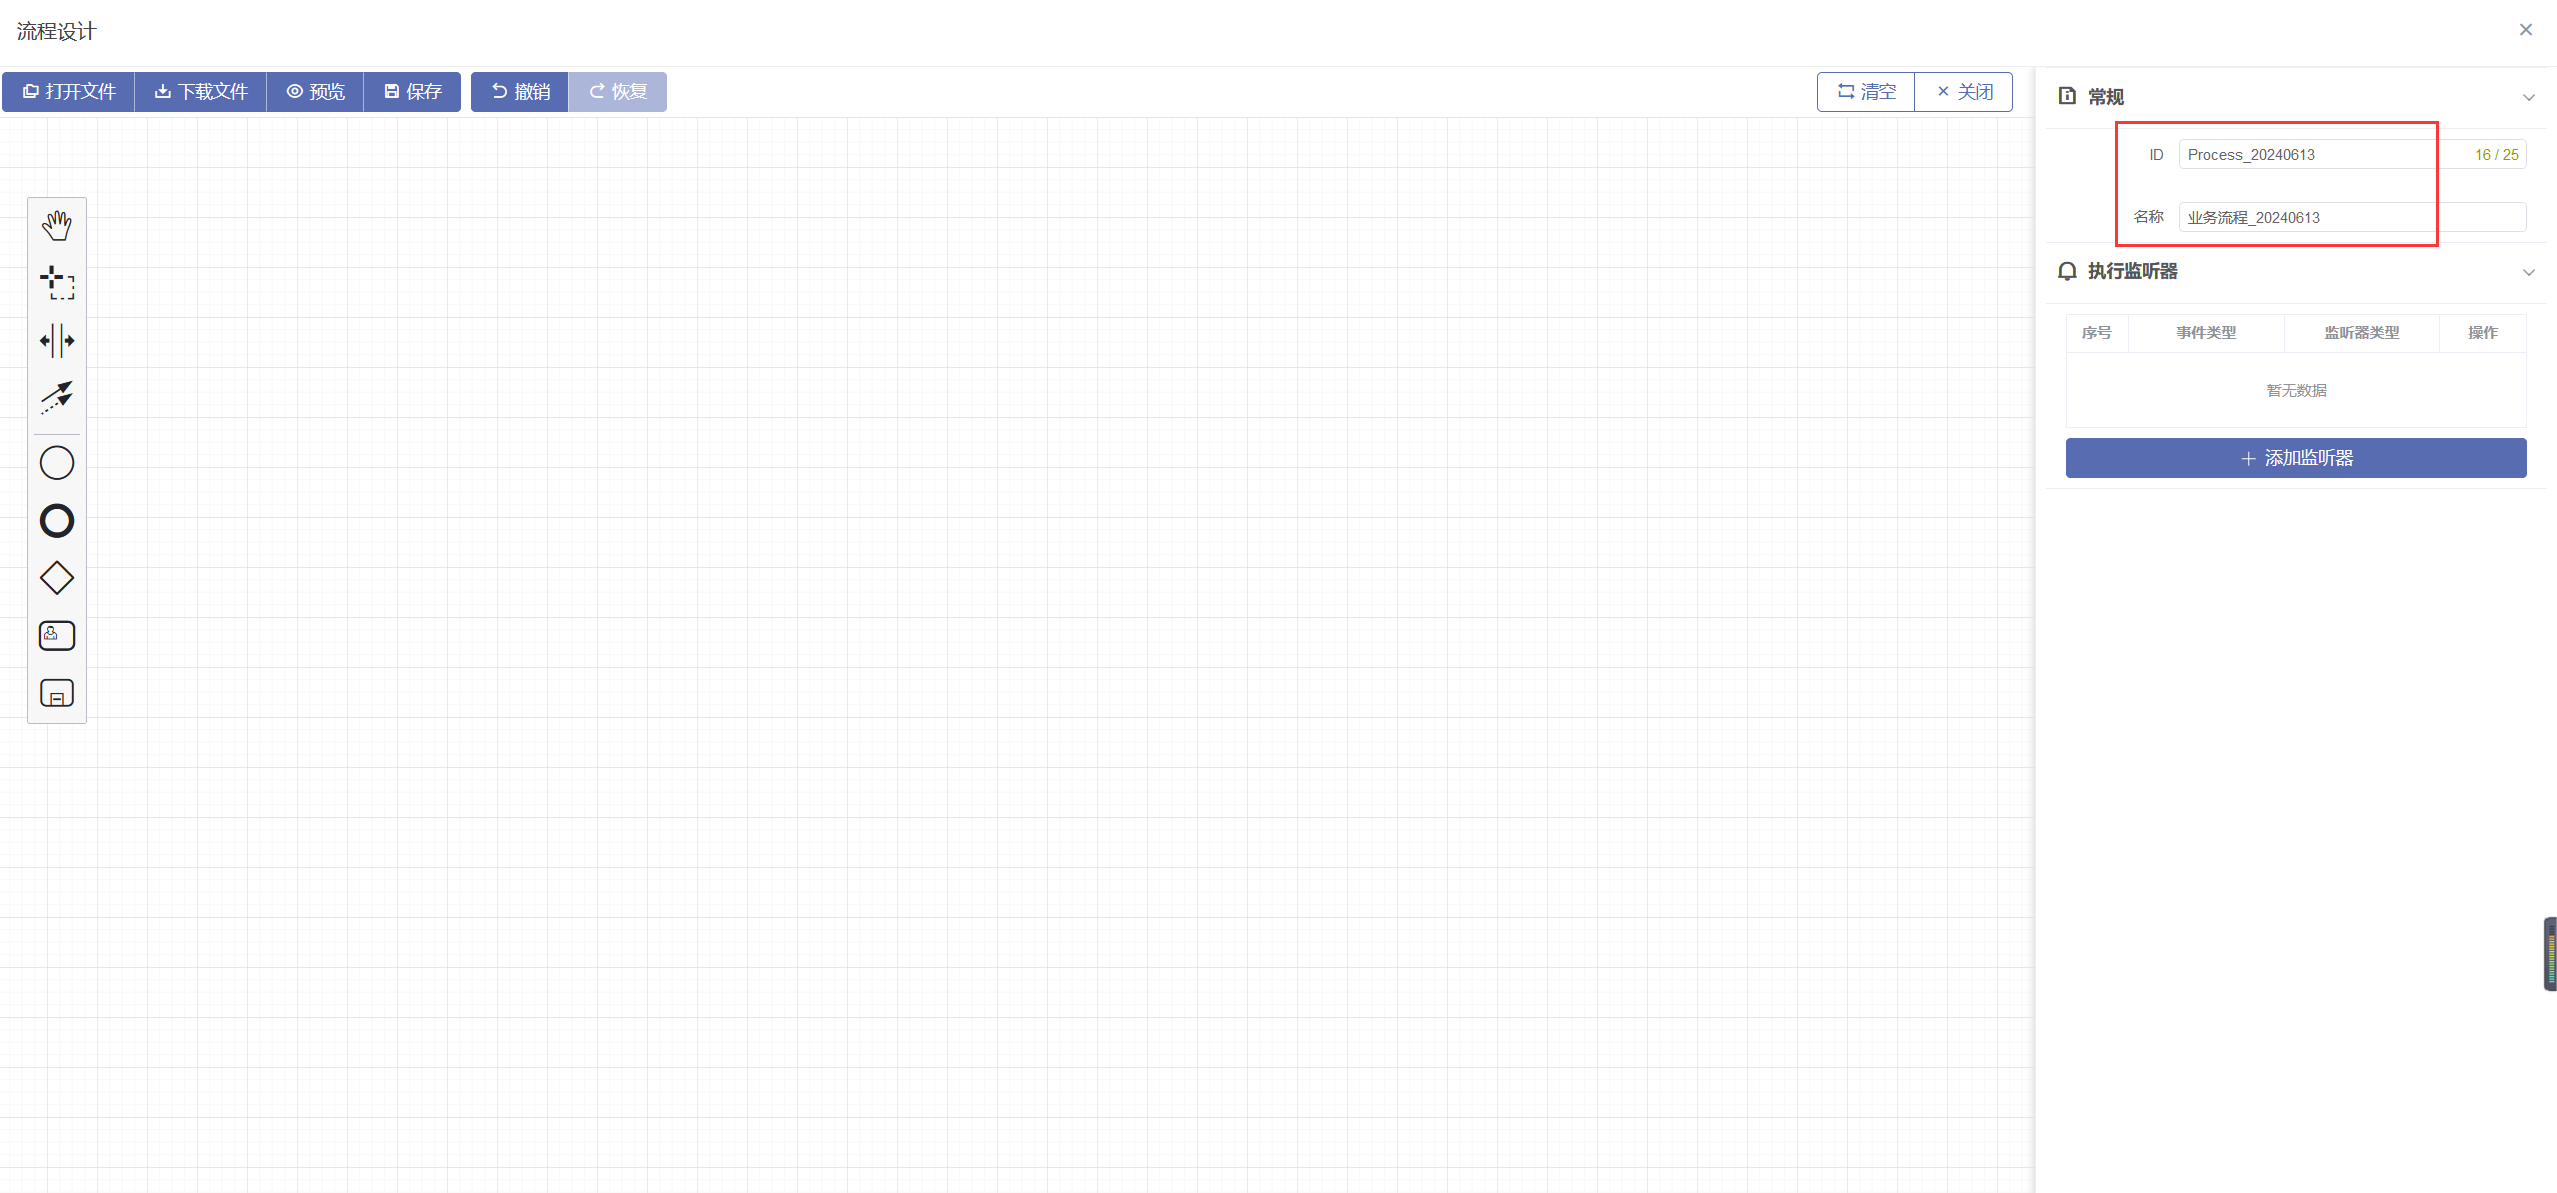 流程设计
打开文件 下载文件 预览 保存 撤销 恢复 清空 关闭
常规
ID Process_20240613 16 / 25
名称 业务流程_20240613
执行监听器
序号 事件类型 监听器类型 操作
暂无数据
添加监听器